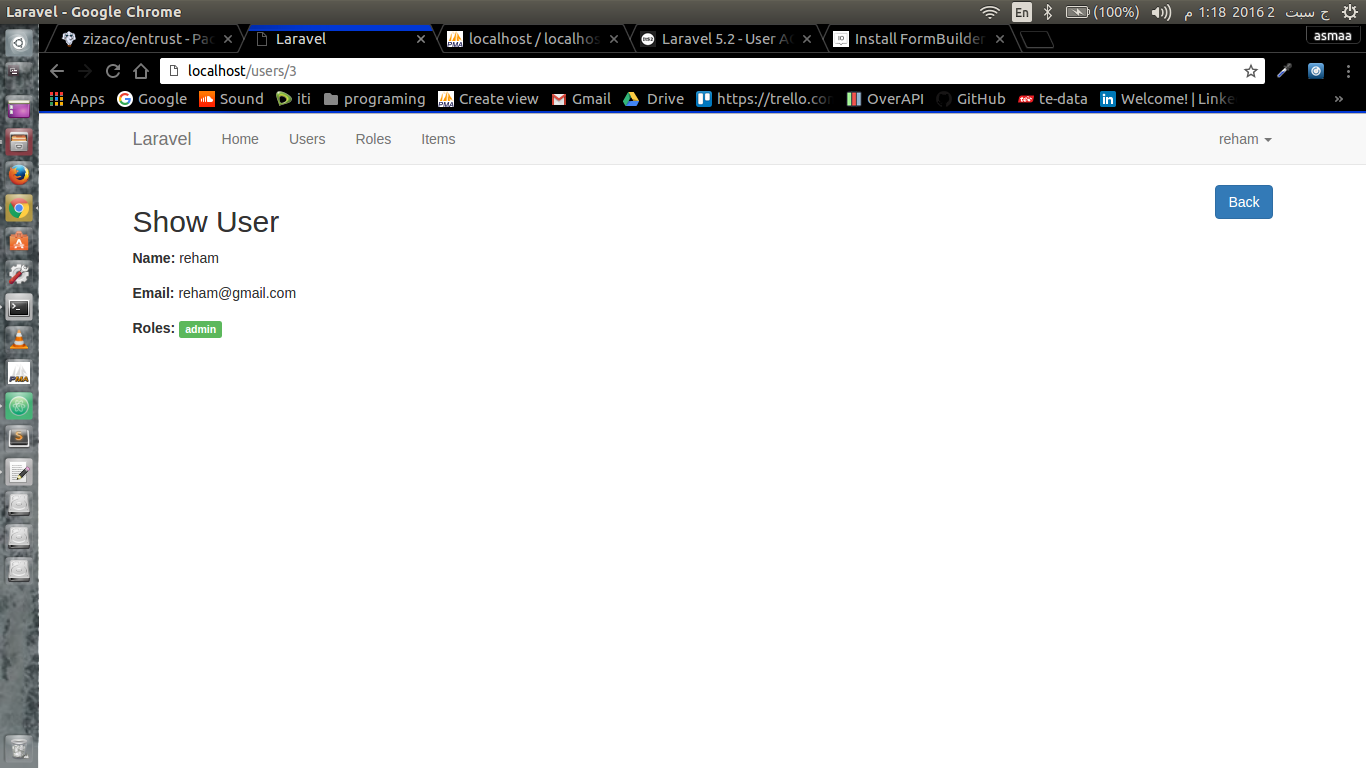 Laravel - Google Chrome En (100%) ج سبت 2 2016 1:18 م
zizaco/entrust - Pac Laravel localhost / localhos Laravel 5.2 - User AC Install FormBuilder asmaa
localhost/users/3
Apps Google Sound iti programing Create view Gmail Drive https://trello.com OverAPI GitHub te-data Welcome! | Linke »
Laravel Home Users Roles Items reham
Back
Show User
Name: reham
Email: reham@gmail.com
Roles: admin